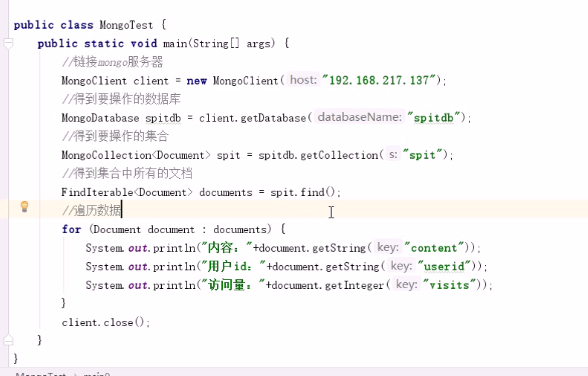 public class MongoTest {
public static void main(String[] args) {
//链接mongo服务器
MongoClient client = new MongoClient( host: "192.168.217.137");
//得到要操作的数据库
MongoDatabase spitdb = client.getDatabase( databaseName: "spitdb");
//得到要操作的集合
MongoCollection<Document> spit = spitdb.getCollection( s: "spit");
//得到集合中所有的文档
FindIterable<Document> documents = spit.find();
//遍历数据
for (Document document : documents) {
System.out.println("内容："+document.getString( key: "content"));
System.out.println("用户id："+document.getString( key: "userid"));
System.out.println("访问量："+document.getInteger( key: "visits"));
}
client.close();
}
}
MongoTest main()